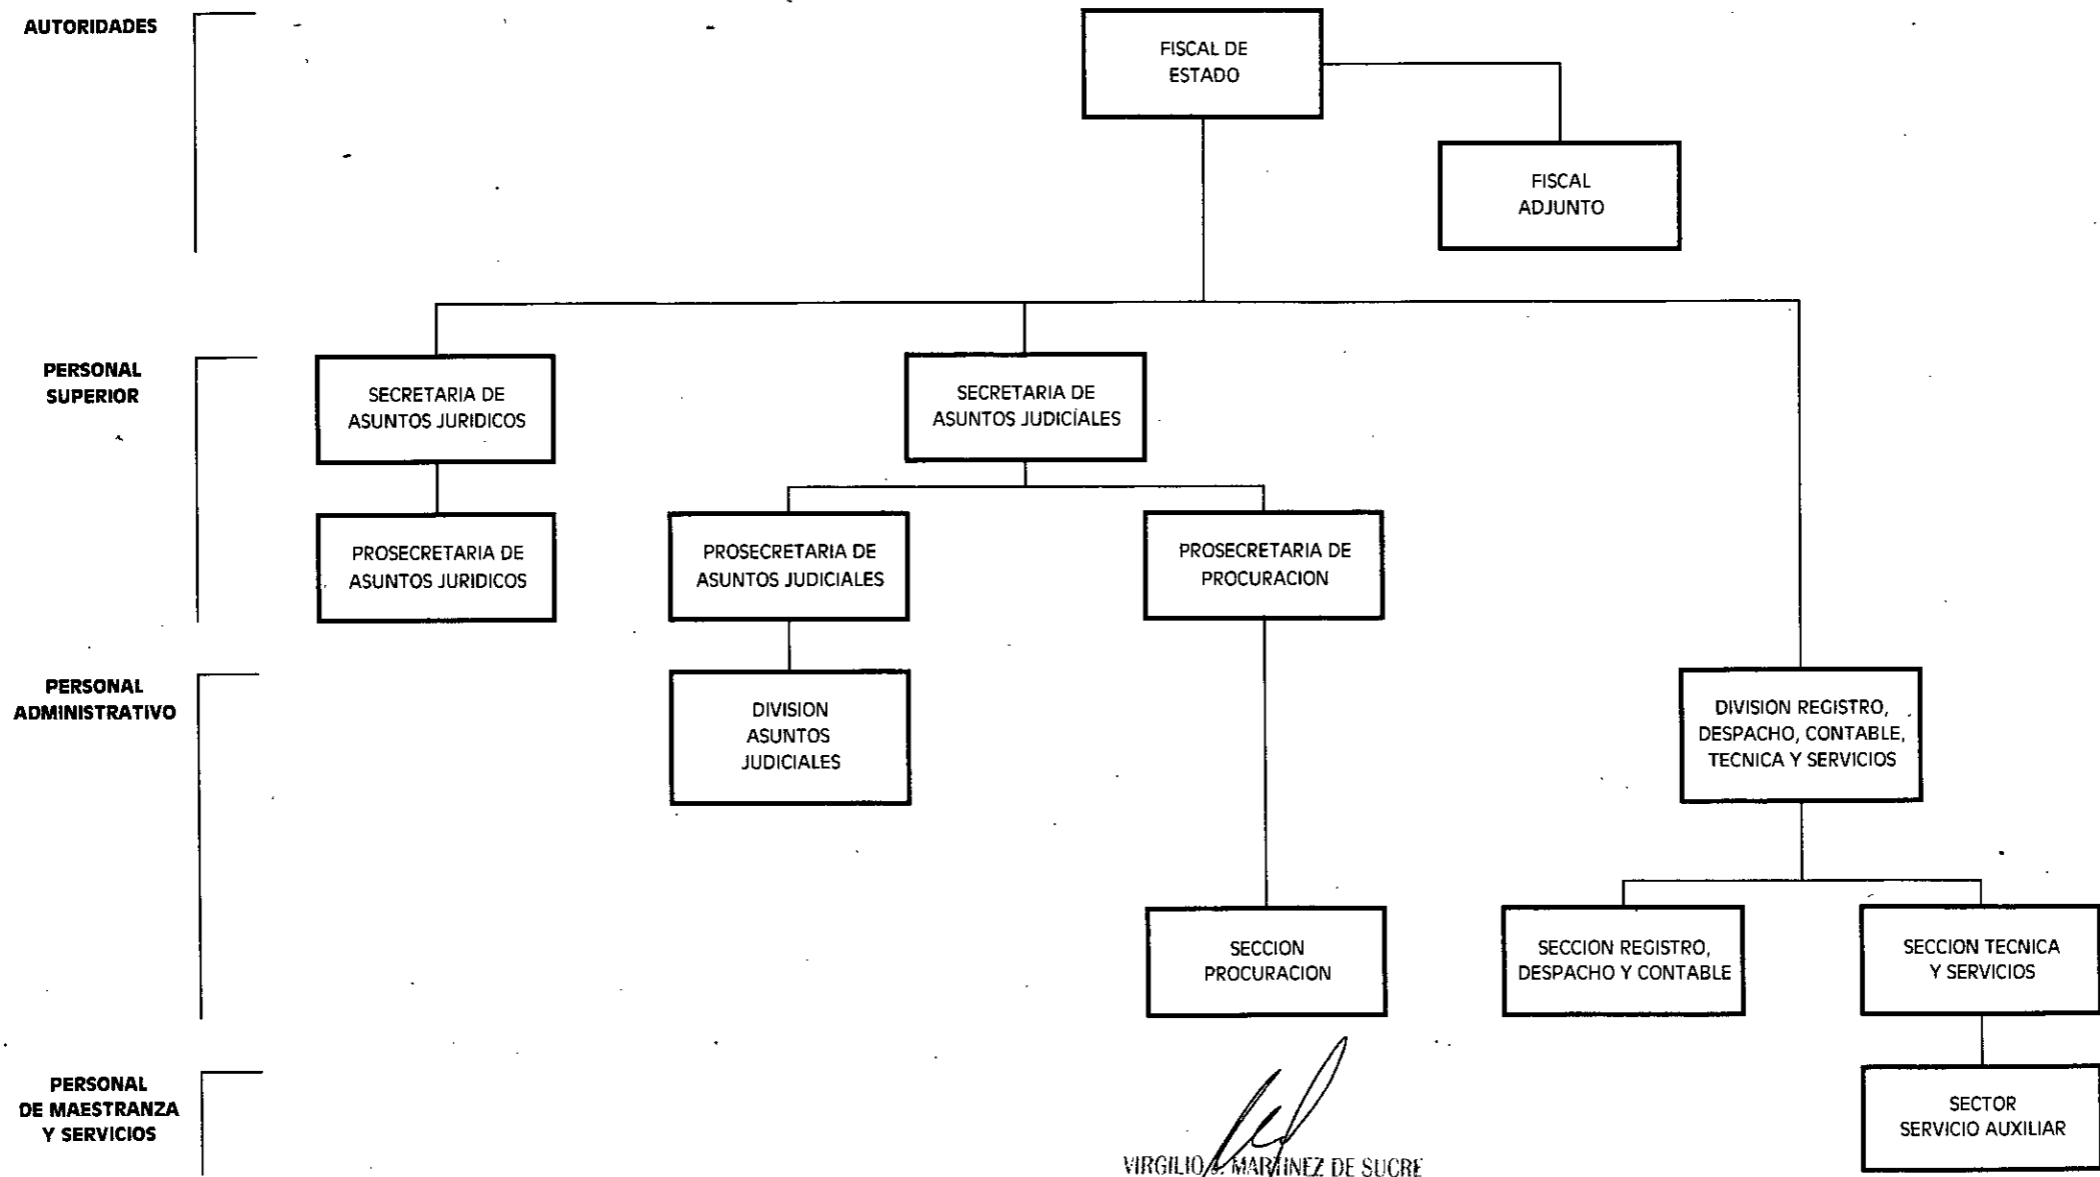 AUTORIDADES
FISCAL DE
ESTADO
FISCAL
ADJUNTO
PERSONAL
SUPERIOR
SECRETARIA DE
ASUNTOS JURIDICOS
SECRETARIA DE
ASUNTOS JUDICIALES
PROSECRETARIA DE
ASUNTOS JURIDICOS
PROSECRETARIA DE
ASUNTOS JUDICIALES
PROSECRETARIA DE
PROCURACION
PERSONAL
ADMINISTRATIVO
DIVISION
ASUNTOS
JUDICIALES
DIVISION REGISTRO,
DESPACHO, CONTABLE,
TECNICA Y SERVICIOS
SECCION
PROCURACION
SECCION REGISTRO,
DESPACHO Y CONTABLE
SECCION TECNICA
Y SERVICIOS
PERSONAL
DE MAESTRANZA
Y SERVICIOS
SECTOR
SERVICIO AUXILIAR
VIRGILIO J. MARTINEZ DE SUCRE